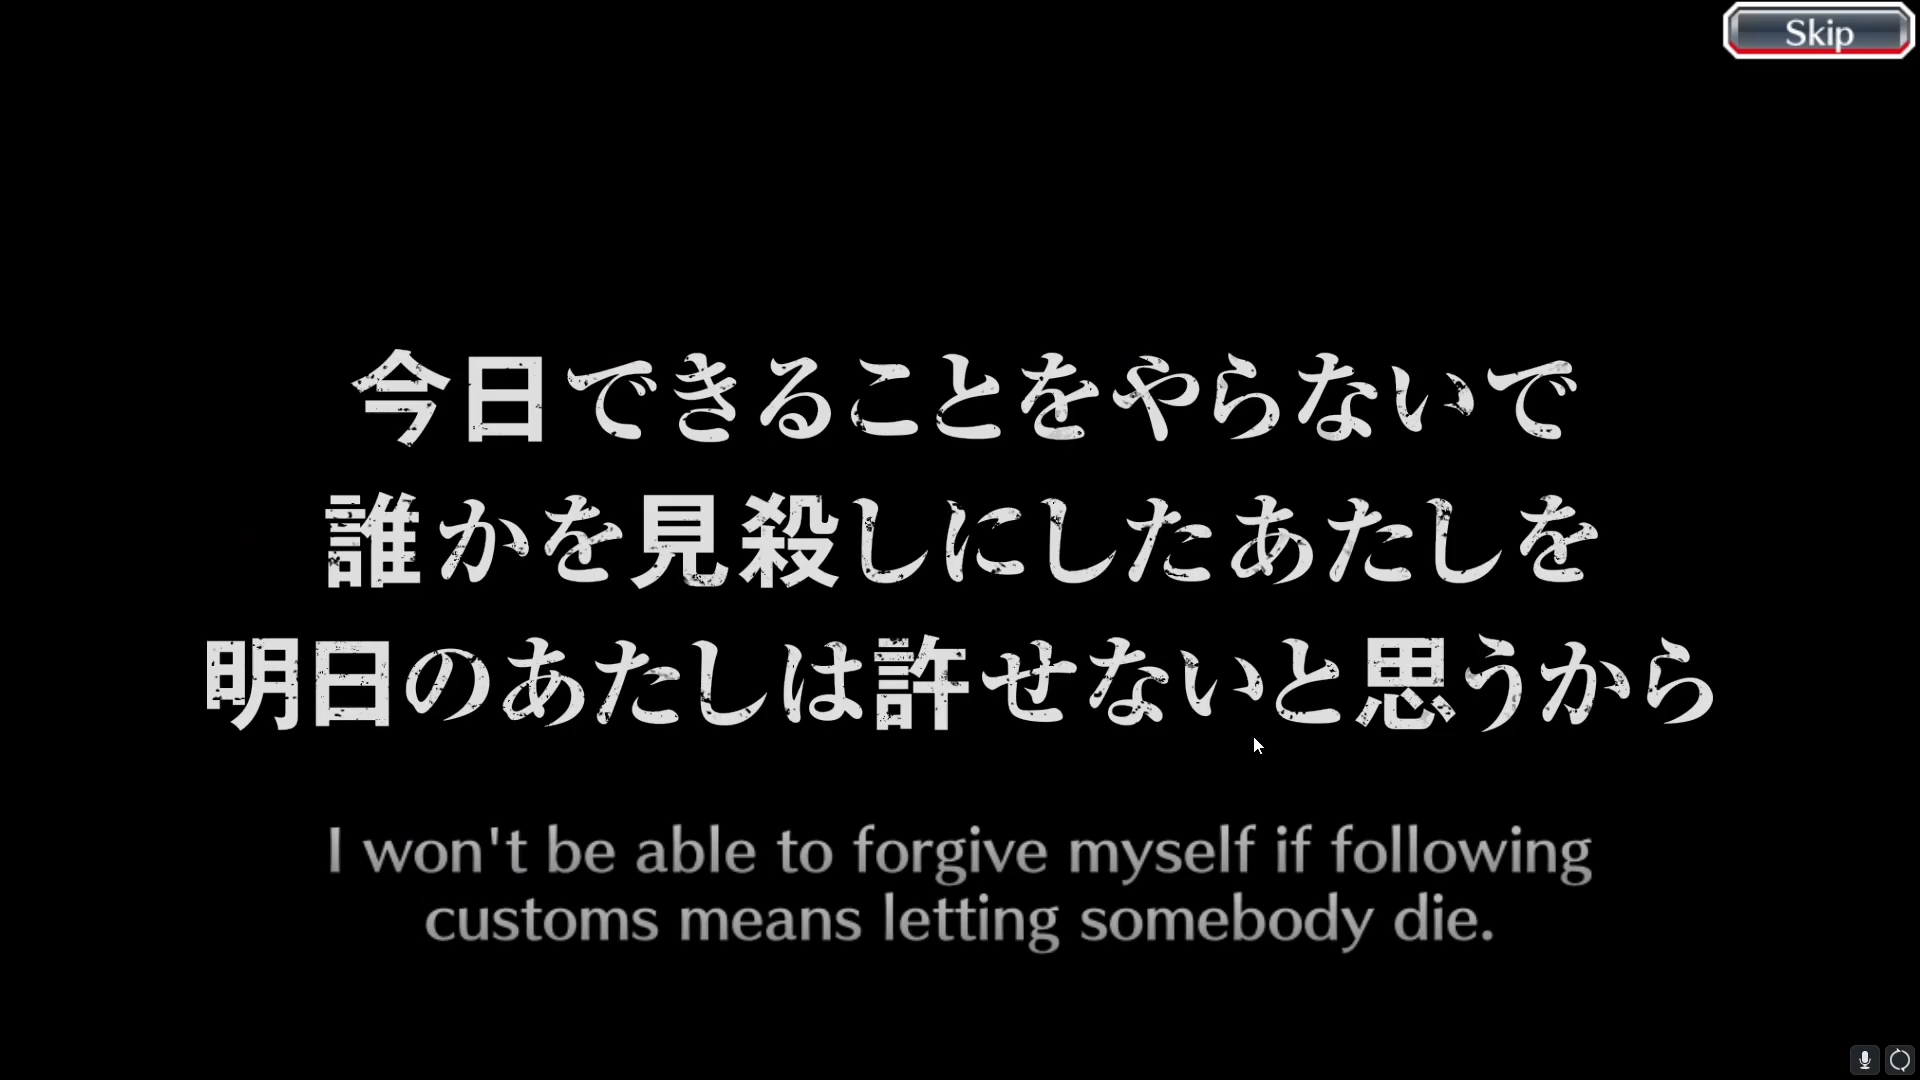 Skip
今日できることをやらないで
誰かを見殺しにしたあたしを
明日のあたしは許せないと思うから
I won't be able to forgive myself if following
customs means letting somebody die.